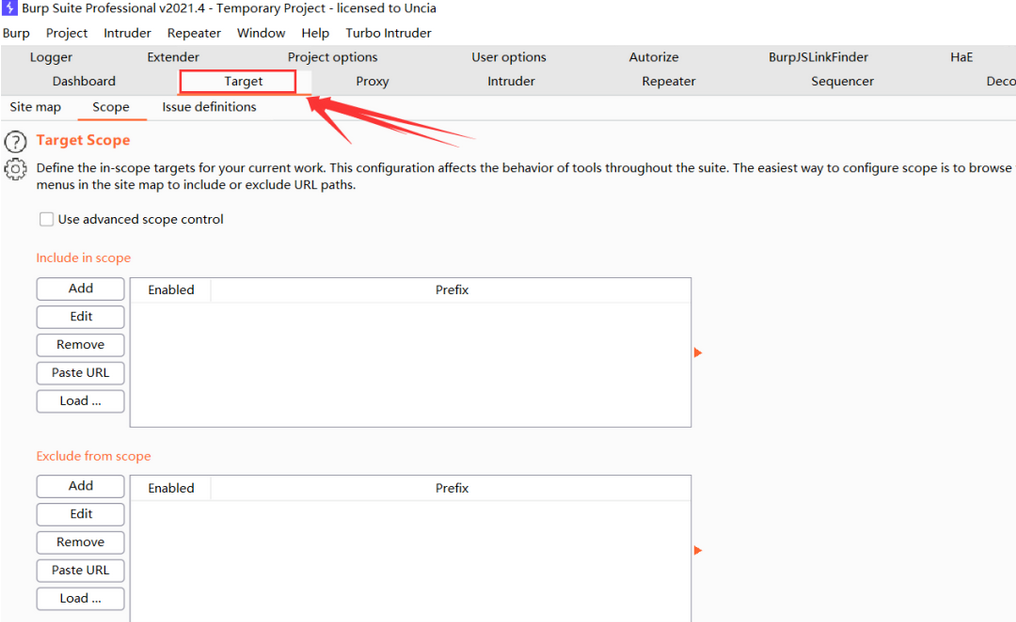 Burp Suite Professional v2021.4 - Temporary Project - licensed to Uncia
Burp Project Intruder Repeater Window Help Turbo Intruder
Logger Extender Project options User options Autorize BurpJSLinkFinder HaE
Dashboard Target Proxy Intruder Repeater Sequencer Deco
Site map Scope Issue definitions
Target Scope
Define the in-scope targets for your current work. This configuration affects the behavior of tools throughout the suite. The easiest way to configure scope is to browse
menus in the site map to include or exclude URL paths.
Use advanced scope control
Include in scope
Add Enabled Prefix
Edit
Remove
Paste URL
Load ...
Exclude from scope
Add Enabled Prefix
Edit
Remove
Paste URL
Load ...